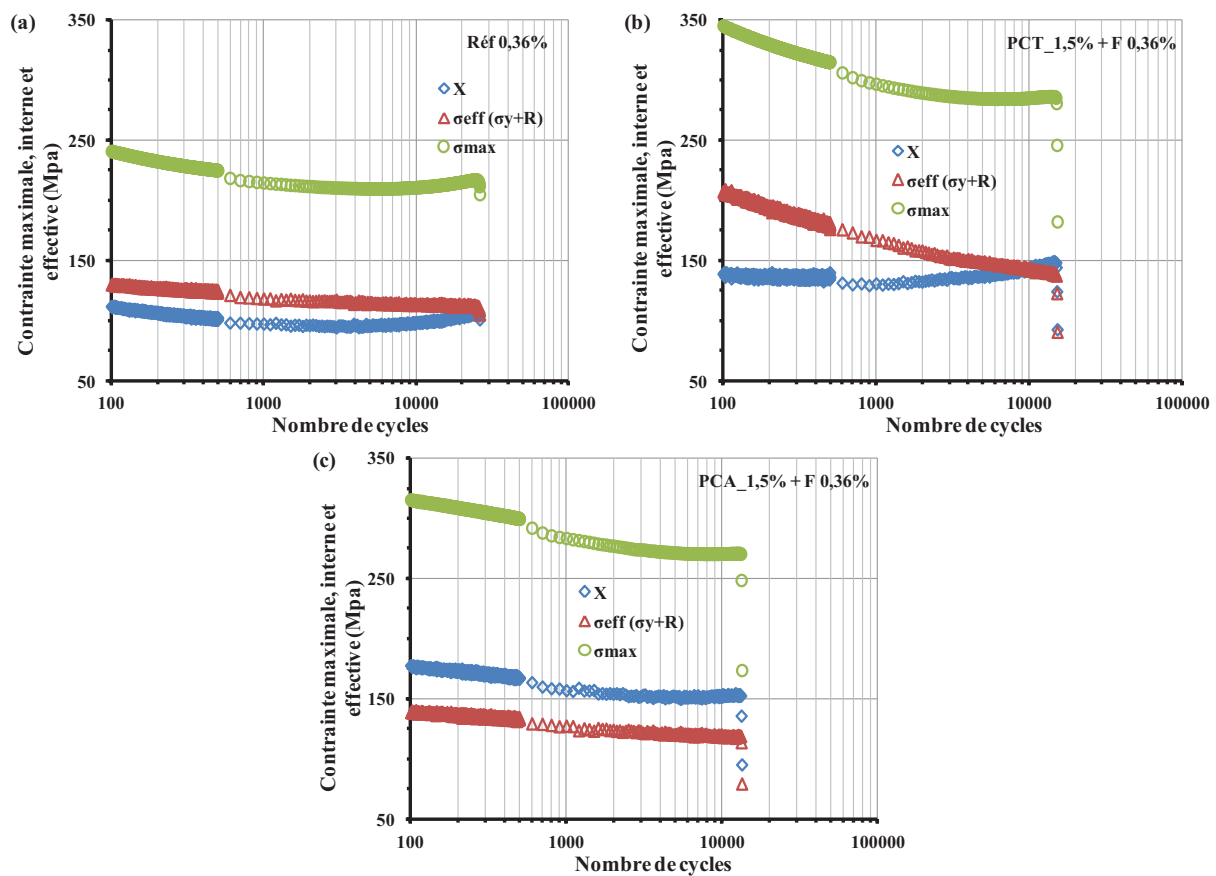 (a)
Contrainte maximale, interne et
effective (Mpa)
350
250
150
50
Réf 0,36%
X
σeff (σy+R)
σmax
100
1000
10000
100000
Nombre de cycles
(b)
Contrainte maximale, interne et
effective (Mpa)
350
250
150
50
PCT_1,5% + F 0,36%
X
σeff (σy+R)
σmax
100
1000
10000
100000
Nombre de cycles
(c)
Contrainte maximale, interne et
effective (Mpa)
350
250
150
50
PCA_1,5% + F 0,36%
X
σeff (σy+R)
σmax
100
1000
10000
100000
Nombre de cycles